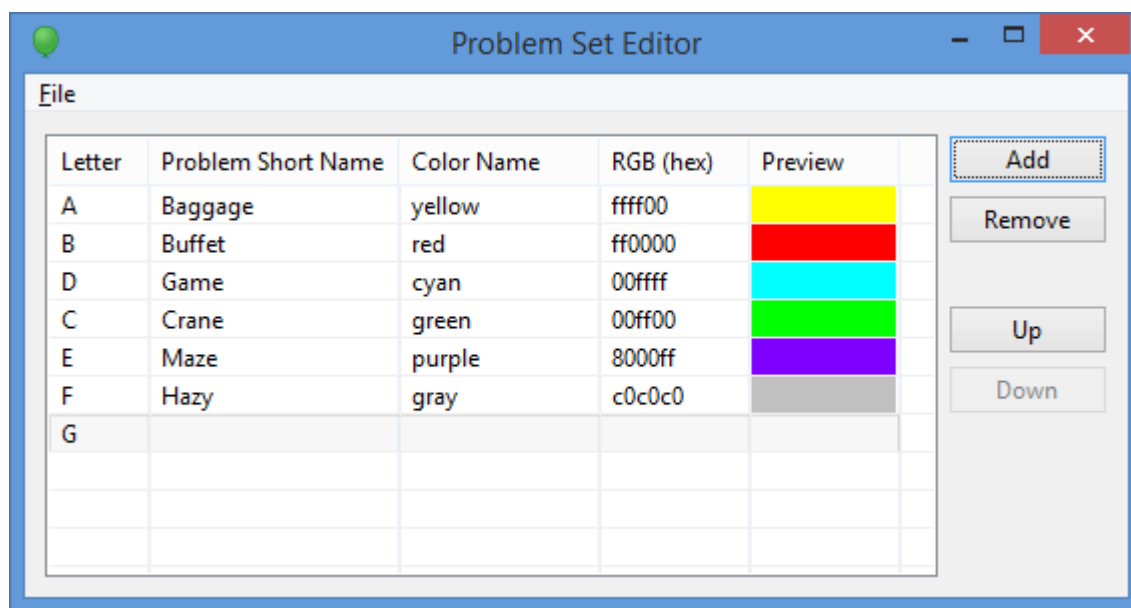 Problem Set Editor
File
Letter Problem Short Name Color Name RGB (hex) Preview
A Baggage yellow ffff00
B Buffet red ff0000
D Game cyan 00ffff
C Crane green 00ff00
E Maze purple 8000ff
F Hazy gray c0c0c0
G
Add
Remove
Up
Down